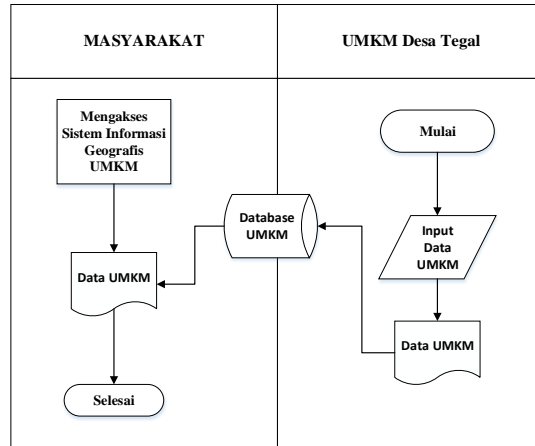 MASYARAKAT
UMKM Desa Tegal
Mengakses
Sistem Informasi
Geografis
UMKM
Data UMKM
Selesai
Database
UMKM
Mulai
Input
Data
UMKM
Data UMKM